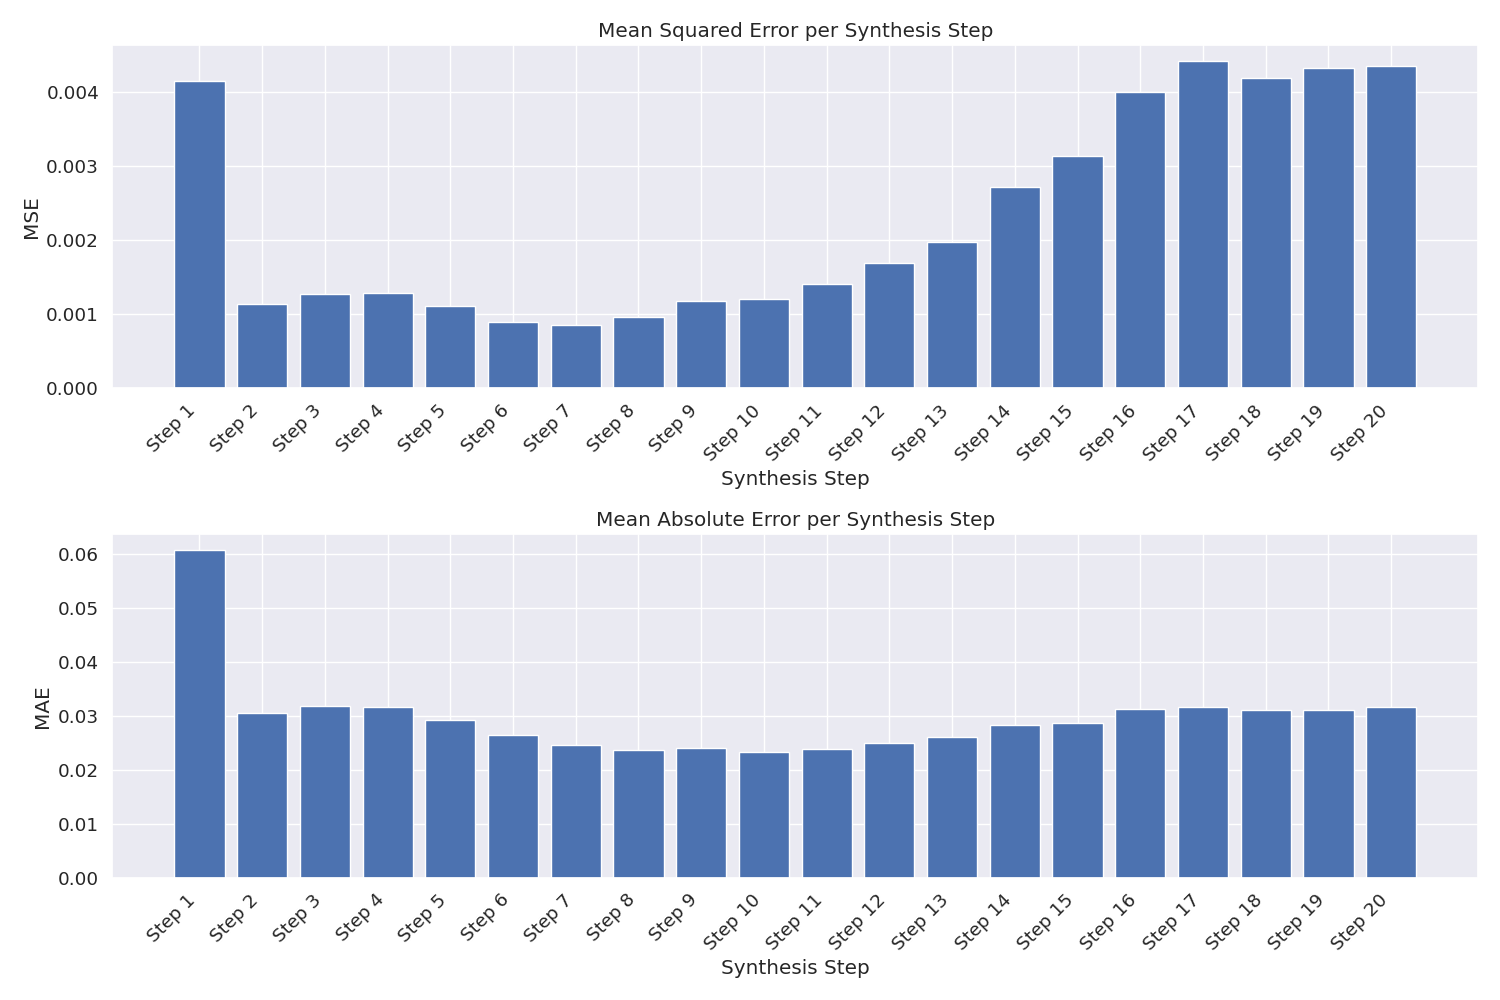 Mean Squared Error per Synthesis Step
MSE
0.004
0.003
0.002
0.001
0.000
Step 1
Step 2
Step 3
Step 4
Step 5
Step 6
Step 7
Step 8
Step 9
Step 10
Step 11
Step 12
Step 13
Step 14
Step 15
Step 16
Step 17
Step 18
Step 19
Step 20
Synthesis Step
Mean Absolute Error per Synthesis Step
MAE
0.06
0.05
0.04
0.03
0.02
0.01
0.00
Step 1
Step 2
Step 3
Step 4
Step 5
Step 6
Step 7
Step 8
Step 9
Step 10
Step 11
Step 12
Step 13
Step 14
Step 15
Step 16
Step 17
Step 18
Step 19
Step 20
Synthesis Step